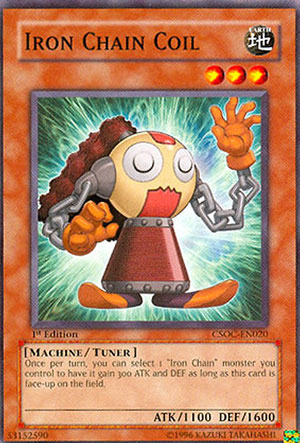 IRON CHAIN COIL
EARTH
地
1st Edition
CSOC-EN020
[MACHINE / TUNER]
Once per turn, you can select 1 "Iron Chain" monster you
control to have it gain 300 ATK and DEF as long as this card is
face-up on the field.
ATK/1100 DEF/1600
53152590
©1996 KAZUKI TAKAHASHI